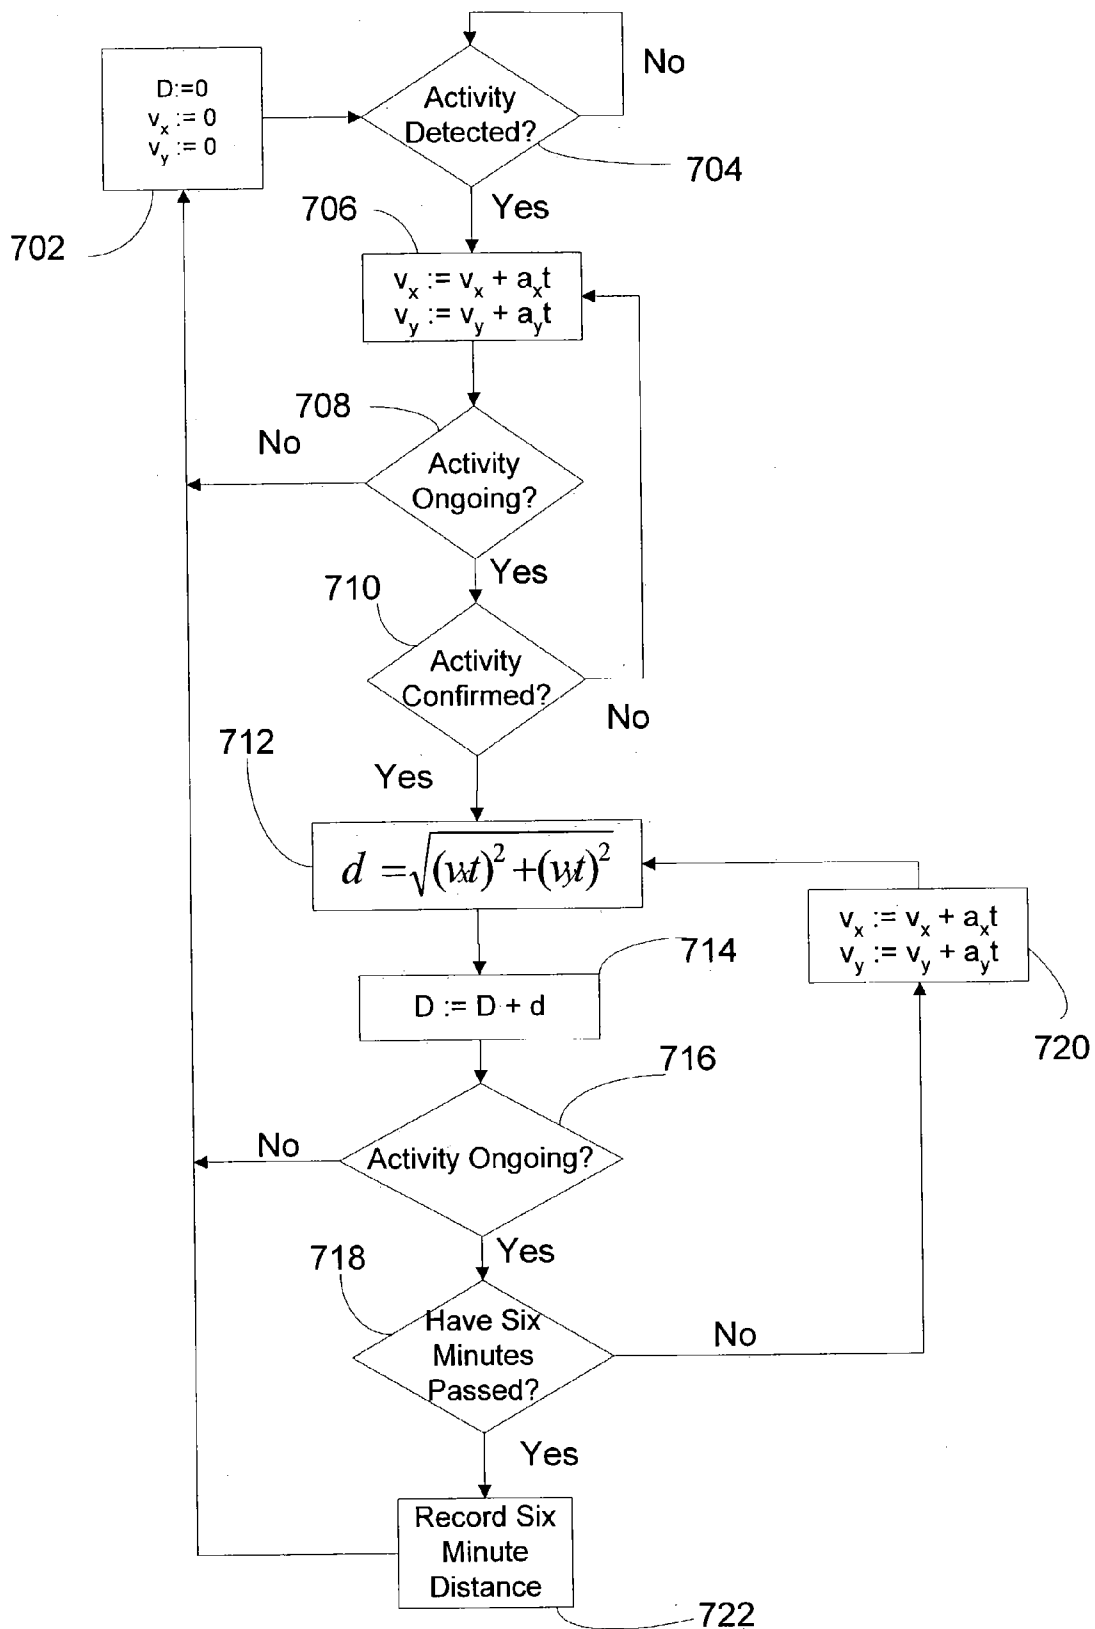 D:=0
vx := 0
vy := 0
702
Activity
Detected?
No
704
Yes
706
vx := vx + axt
vy := vy + ayt
708
No
Activity
Ongoing?
Yes
710
Activity
Confirmed?
No
712
Yes
d = √(vxt)² + (vyt)²
vx := vx + axt
vy := vy + ayt
720
714
D := D + d
716
No
Activity Ongoing?
Yes
718
Have Six
Minutes
Passed?
No
Yes
Record Six
Minute
Distance
722